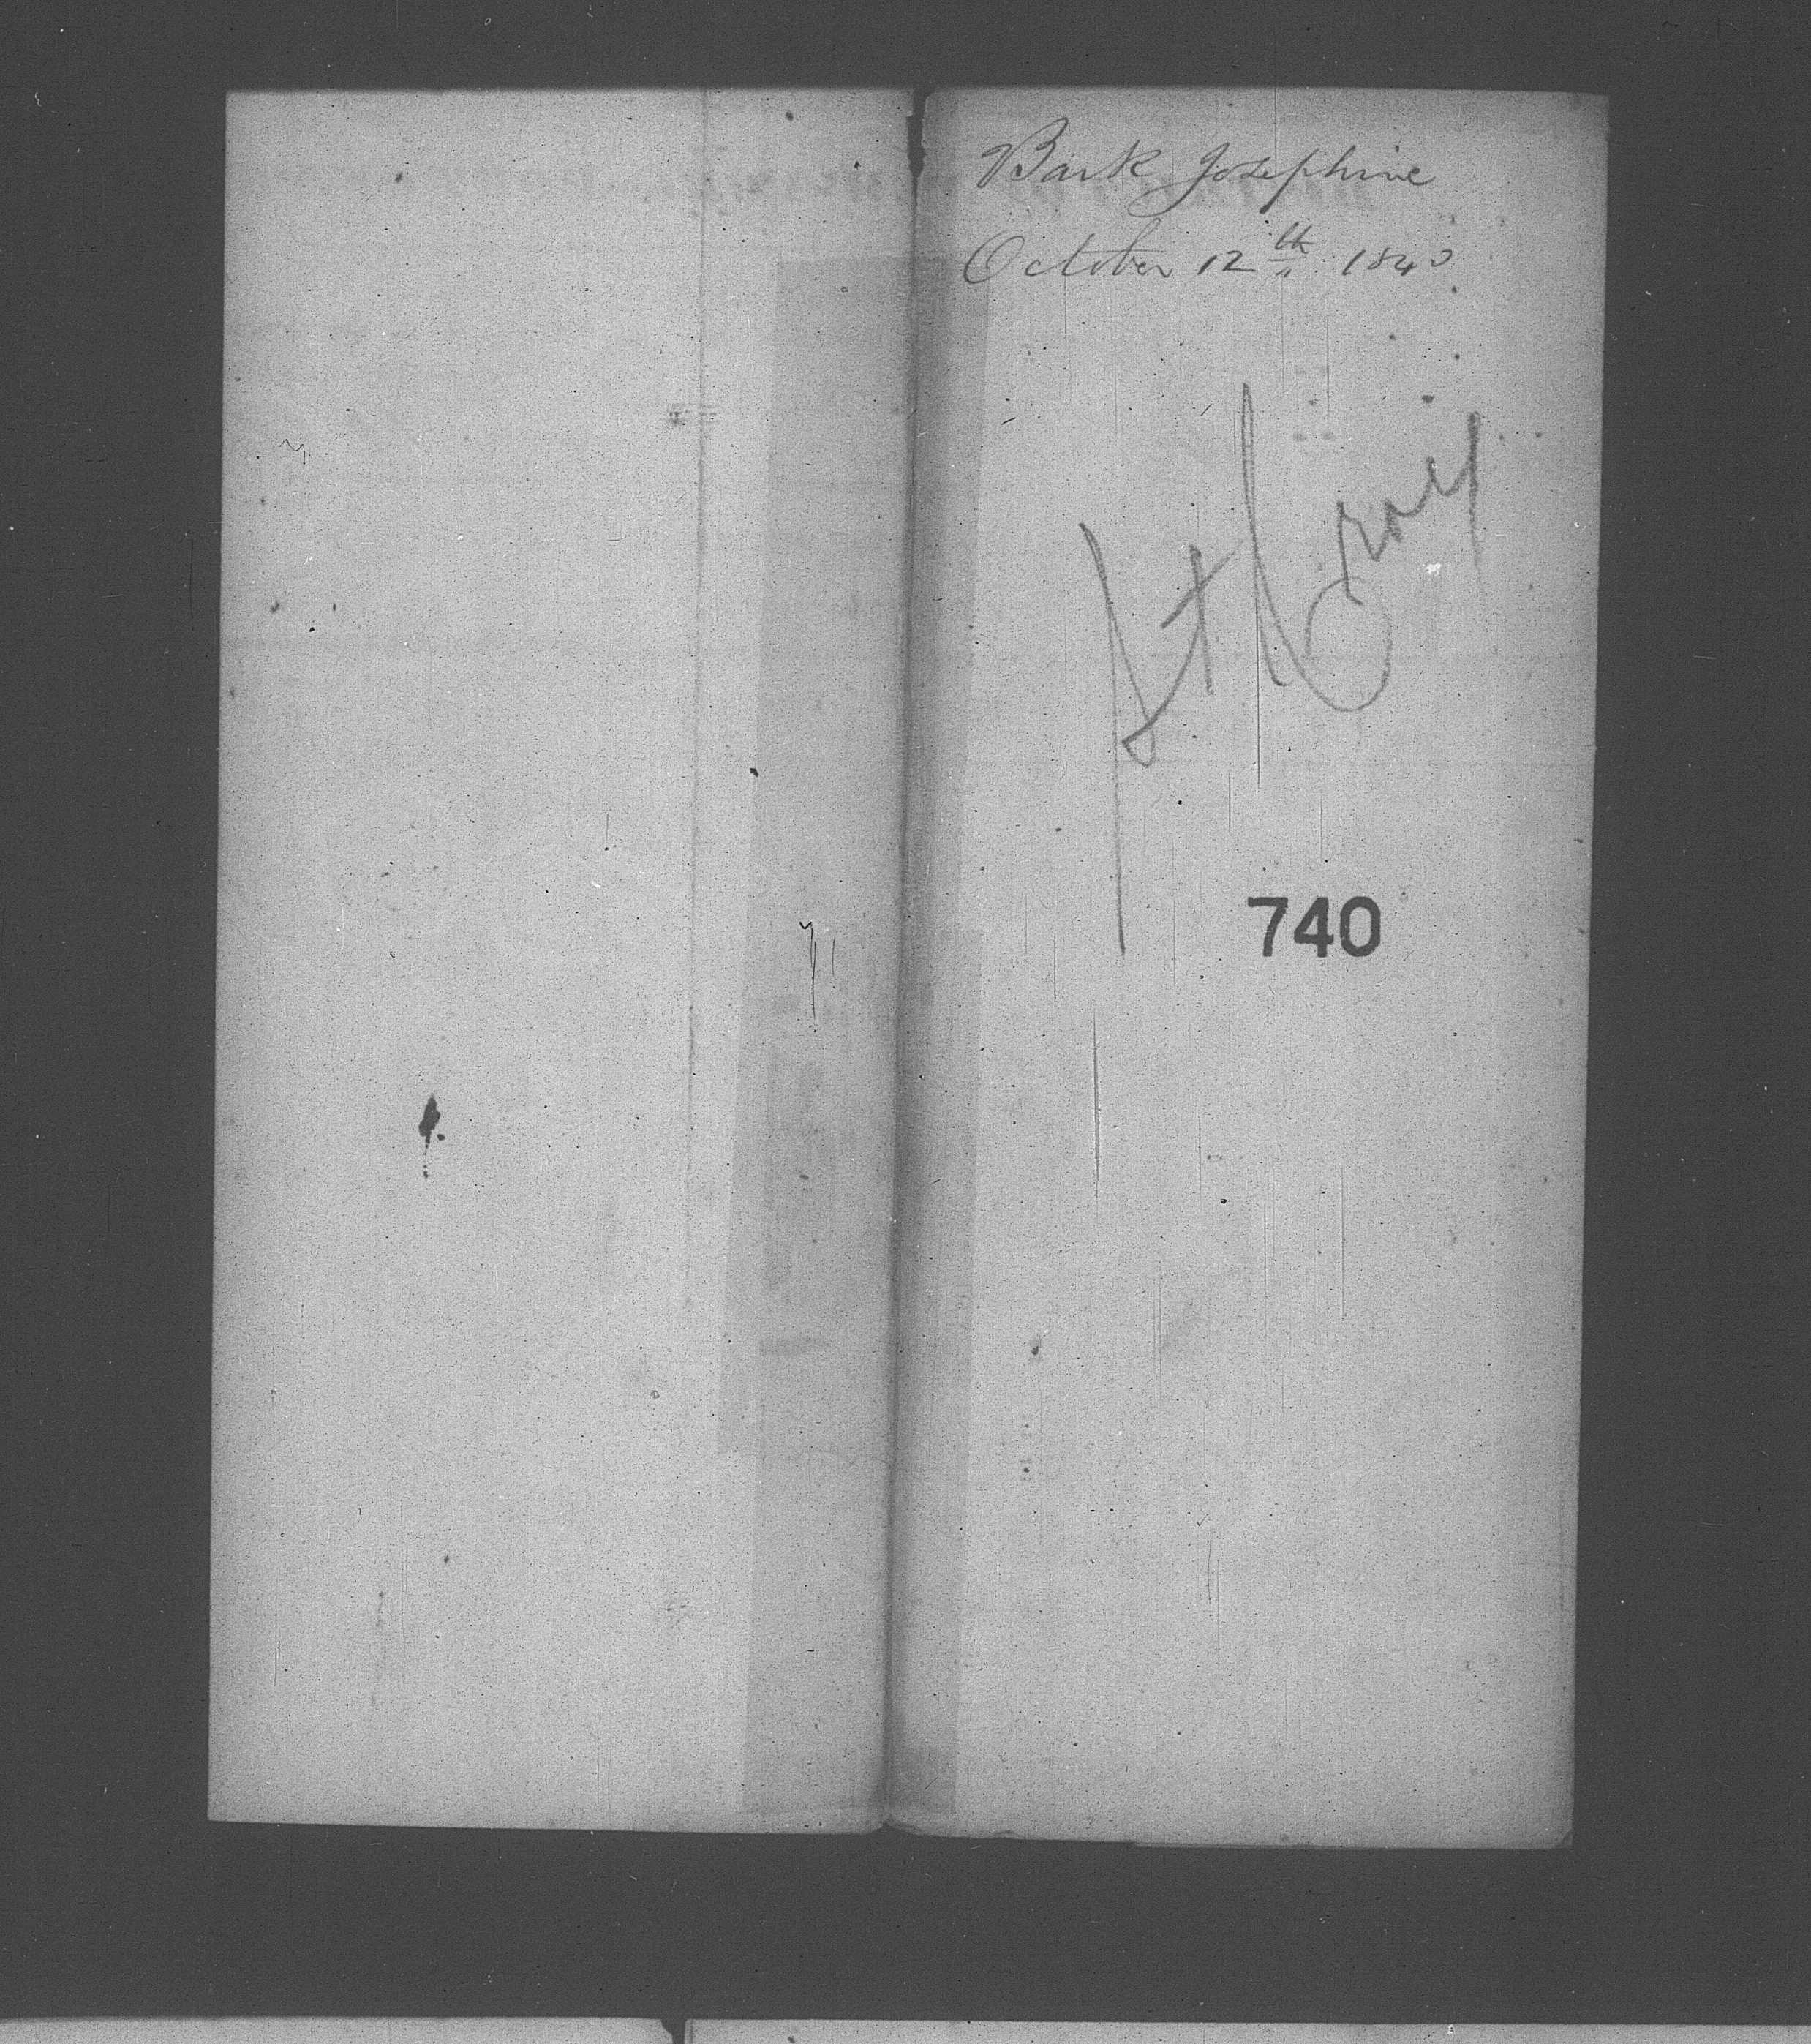 Bark Josephine
October 12th 1840
St Croix
740